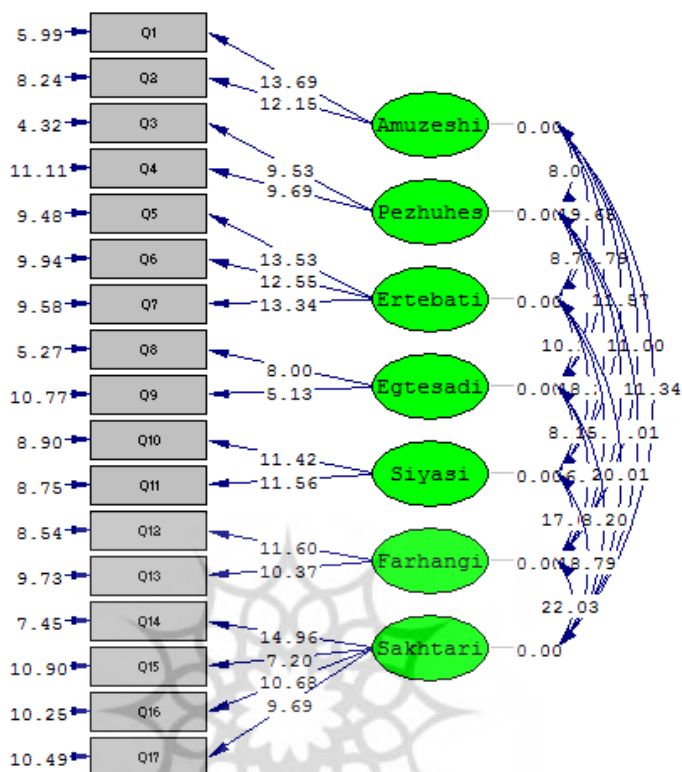 5.99 Q1
8.24 Q2
4.32 Q3
11.11 Q4
9.48 Q5
9.94 Q6
9.58 Q7
5.27 Q8
10.77 Q9
8.90 Q10
8.75 Q11
8.54 Q12
9.73 Q13
7.45 Q14
10.90 Q15
10.25 Q16
10.49 Q17
13.69
12.15
9.53
9.69
13.53
12.55
13.34
8.00
5.13
11.42
11.56
11.60
10.37
14.96
7.20
10.68
9.69
Amuzeshi 0.00
Pezhuhes
Ertebati 0.00
Egtesadi
Siyasi
Farhangi
Sakhtari 0.00
11.00
11.34
18.79
22.03